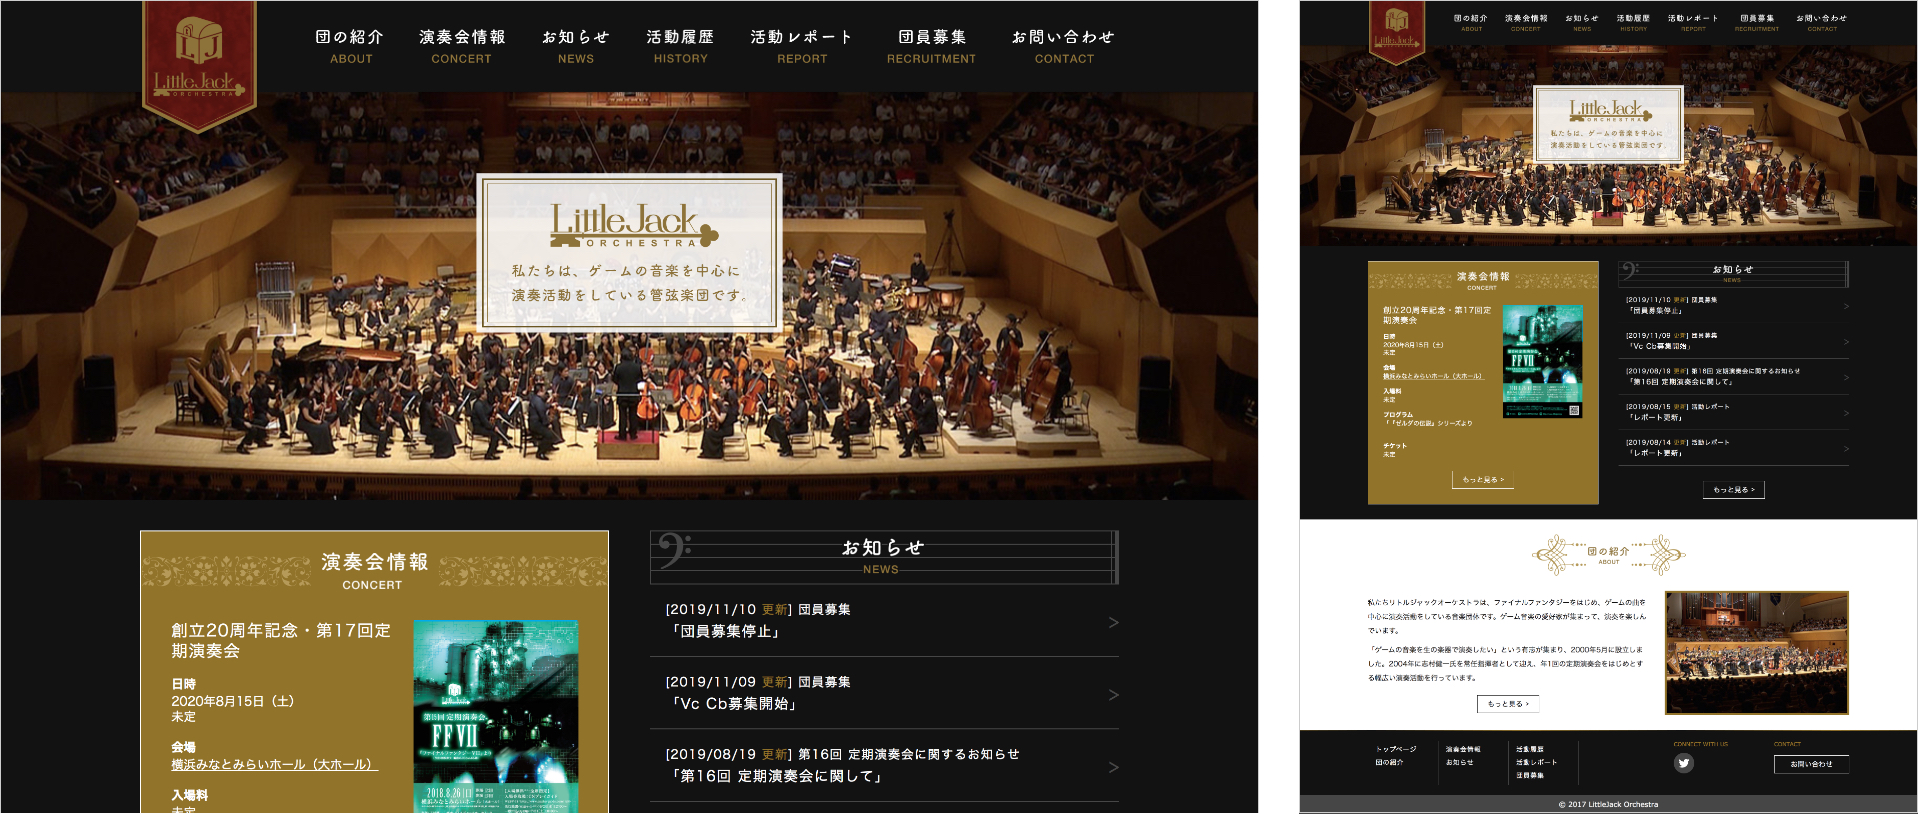 LJ
LittleJack
ORCHESTRA
団の紹介 演奏会情報 お知らせ 活動履歴 活動レポート 団員募集 お問い合わせ
ABOUT CONCERT NEWS HISTORY REPORT RECRUITMENT CONTACT
LittleJack
ORCHESTRA
私たちは、ゲームの音楽を中心に
演奏活動をしている管弦楽団です。
演奏会情報
CONCERT
創立20周年記念・第17回定
期演奏会
日時
2020年8月15日（土）
未定
会場
横浜みなとみらいホール（大ホール）
入場料
未定
第15回 定期演奏会
FFVII
2018.8.26
お知らせ
NEWS
[2019/11/10 更新] 団員募集
「団員募集停止」
>
[2019/11/09 更新] 団員募集
「Vc Cb募集開始」
>
[2019/08/19 更新] 第16回 定期演奏会に関するお知らせ
「第16回 定期演奏会に関して」
>
LittleJack
ORCHESTRA
団の紹介 演奏会情報 お知らせ 活動履歴 活動レポート 団員募集 お問い合わせ
ABOUT CONCERT NEWS HISTORY REPORT RECRUITMENT CONTACT
LittleJack
ORCHESTRA
私たちは、ゲームの音楽を中心に
演奏活動をしている管弦楽団です。
演奏会情報
CONCERT
創立20周年記念・第17回定
期演奏会
日時
2020年8月15日（土）
未定
会場
横浜みなとみらいホール（大ホール）
入場料
未定
プログラム
「『ゼルダの伝説』シリーズより
チケット
未定
FFVII
もっと見る >
お知らせ
NEWS
[2019/11/10 更新] 団員募集
「団員募集停止」
>
[2019/11/09 更新] 団員募集
「Vc Cb募集開始」
>
[2019/08/19 更新] 第16回 定期演奏会に関するお知らせ
「第16回 定期演奏会に関して」
>
[2019/08/15 更新] 活動レポート
「レポート更新」
>
[2019/08/14 更新] 活動レポート
「レポート更新」
>
もっと見る >
団の紹介
ABOUT
私たちリトルジャックオーケストラは、ファイナルファンタジーをはじめ、ゲームの曲を
中心に演奏活動をしている音楽団体です。ゲーム音楽の愛好家が集まって、演奏を楽しん
でいます。
「ゲームの音楽を生の楽器で演奏したい」という有志が集まり、2000年5月に設立しま
した。2004年に志村健一氏を常任指揮者として迎え、年1回の定期演奏会をはじめとす
る幅広い演奏活動を行っています。
もっと見る >
トップページ
団の紹介
演奏会情報
お知らせ
活動履歴
活動レポート
団員募集
CONNECT WITH US
CONTACT
お問い合わせ
© 2017 LittleJack Orchestra